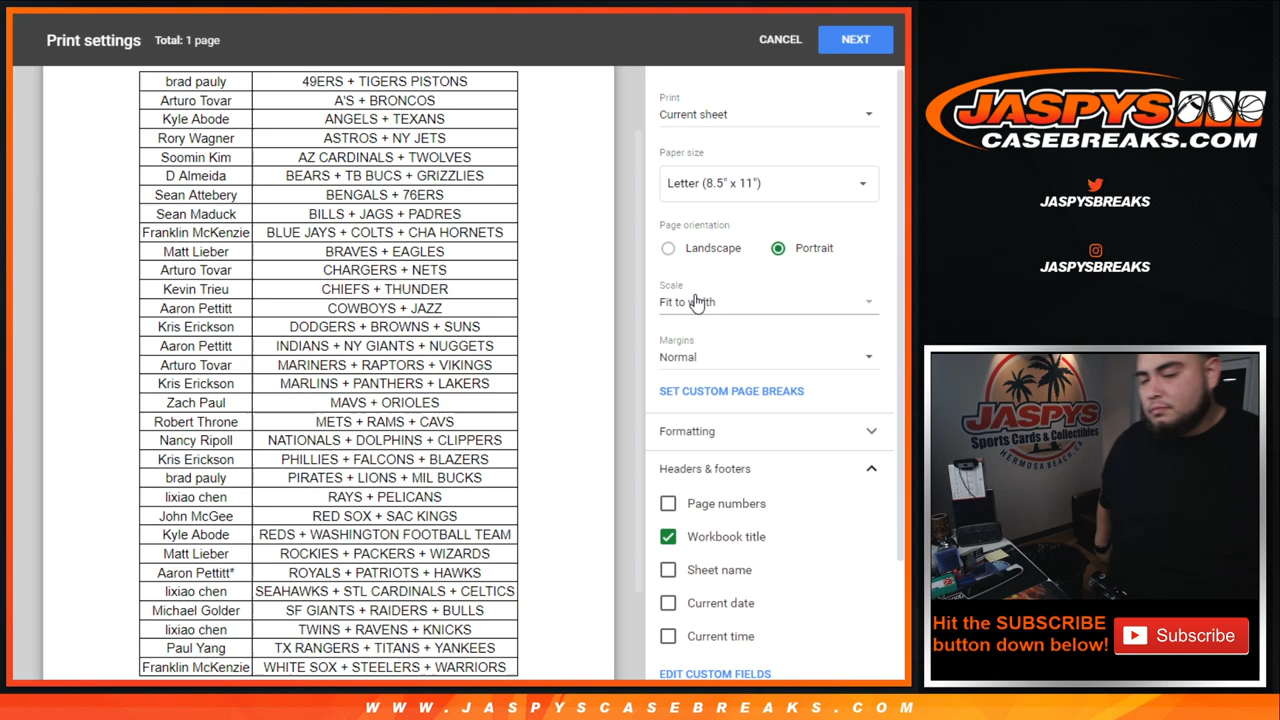 Print settings Total: 1 page CANCEL NEXT
brad pauly 49ERS + TIGERS PISTONS
Arturo Tovar A'S + BRONCOS
Kyle Abode ANGELS + TEXANS
Rory Wagner ASTROS + NY JETS
Soomin Kim AZ CARDINALS + TWOLVES
D Almeida BEARS + TB BUCS + GRIZZLIES
Sean Attebery BENGALS + 76ERS
Sean Maduck BILLS + JAGS + PADRES
Franklin McKenzie BLUE JAYS + COLTS + CHA HORNETS
Matt Lieber BRAVES + EAGLES
Arturo Tovar CHARGERS + NETS
Kevin Trieu CHIEFS + THUNDER
Aaron Pettitt COWBOYS + JAZZ
Kris Erickson DODGERS + BROWNS + SUNS
Aaron Pettitt INDIANS + NY GIANTS + NUGGETS
Arturo Tovar MARINERS + RAPTORS + VIKINGS
Kris Erickson MARLINS + PANTHERS + LAKERS
Zach Paul MAVS + ORIOLES
Robert Throne METS + RAMS + CAVS
Nancy Ripoll NATIONALS + DOLPHINS + CLIPPERS
Kris Erickson PHILLIES + FALCONS + BLAZERS
brad pauly PIRATES + LIONS + MIL BUCKS
lixiao chen RAYS + PELICANS
John McGee RED SOX + SAC KINGS
Kyle Abode REDS + WASHINGTON FOOTBALL TEAM
Matt Lieber ROCKIES + PACKERS + WIZARDS
Aaron Pettitt* ROYALS + PATRIOTS + HAWKS
lixiao chen SEAHAWKS + STL CARDINALS + CELTICS
Michael Golder SF GIANTS + RAIDERS + BULLS
lixiao chen TWINS + RAVENS + KNICKS
Paul Yang TX RANGERS + TITANS + YANKEES
Franklin McKenzie WHITE SOX + STEELERS + WARRIORS
Print
Current sheet
Paper size
Letter (8.5" x 11")
Page orientation
Landscape Portrait
Scale
Fit to width
Margins
Normal
SET CUSTOM PAGE BREAKS
Formatting
Headers & footers
Page numbers
Workbook title
Sheet name
Current date
Current time
EDIT CUSTOM FIELDS
JASPYS
CASEBREAKS.COM
JASPYSBREAKS
JASPYSBREAKS
JASPYS
Sports Cards & Collectibles
HERMOSA BEACH, CA
Hit the SUBSCRIBE
button down below!
Subscribe
WWW.JASPYSCASEBREAKS.COM